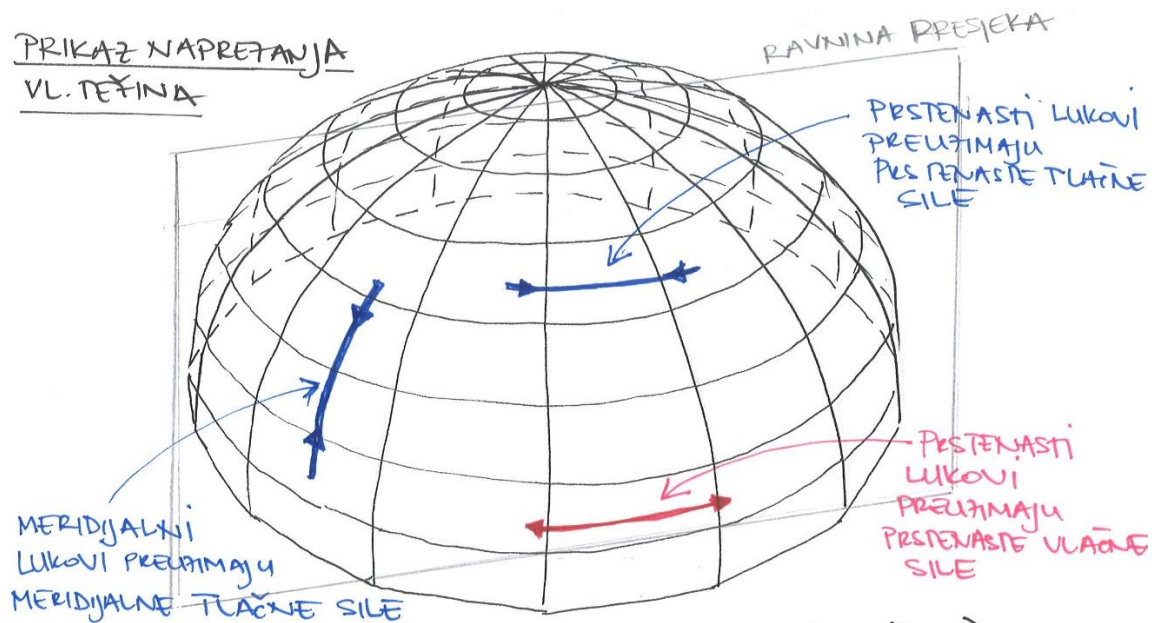 PRIKAZ NAPREZANJA
VL. TEŽINA
RAVNINA PRESJEKA
PRSTENASTI LUKOVI
PREUZIMAJU
PRSTENASTE TLAČNE
SILE
MERIDIJALNI
LUKOVI PREUZIMAJU
MERIDIJALNE TLAČNE SILE
PRSTENASTI
LUKOVI
PREUZIMAJU
PRSTENASTE VLAČNE
SILE